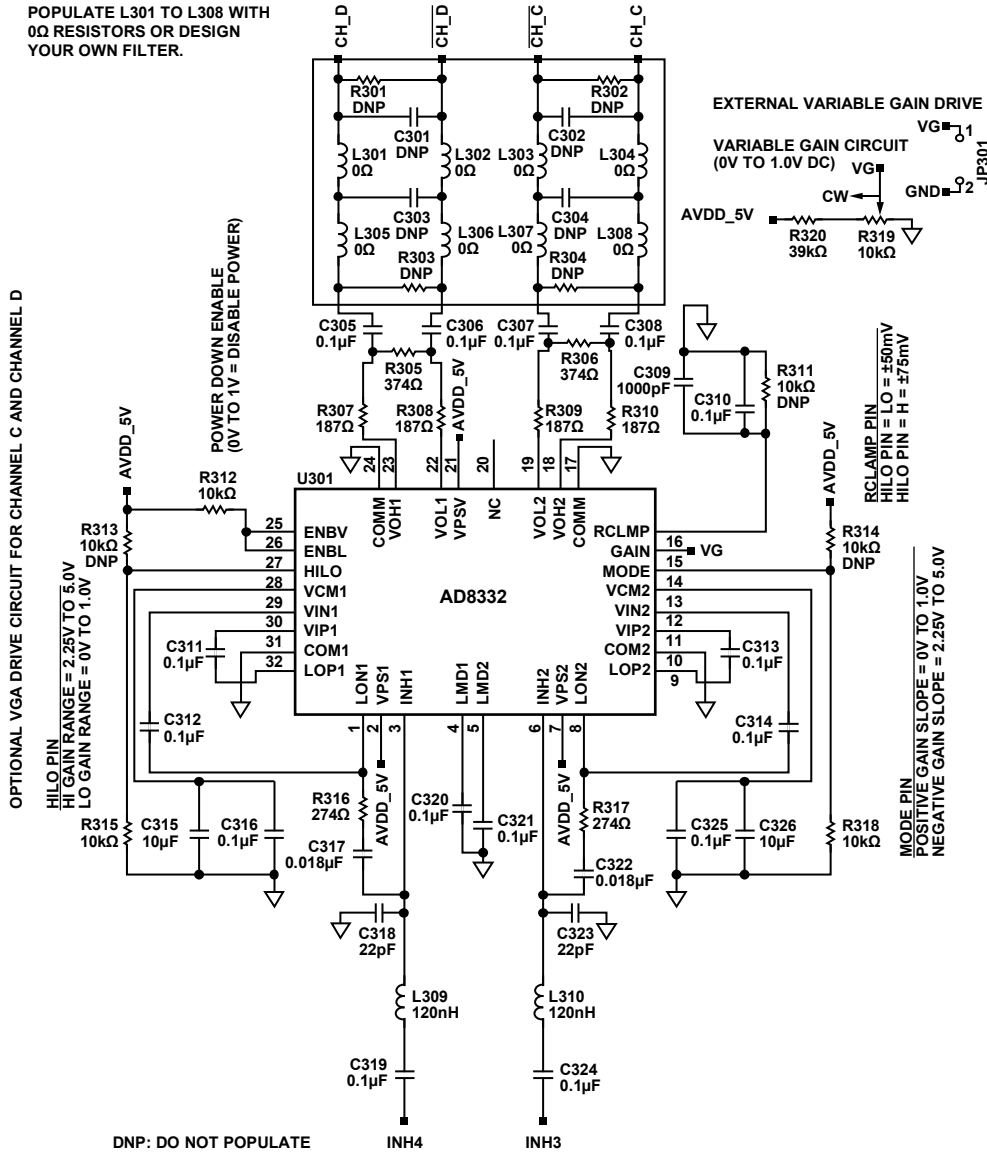 POPULATE L301 TO L308 WITH
0Ω RESISTORS OR DESIGN
YOUR OWN FILTER.
CH_D
CH_D
CH_C
CH_C
R301
DNP
R302
DNP
C301
DNP
C302
DNP
L301
0Ω
L302
0Ω
L303
0Ω
L304
0Ω
C303
DNP
C304
DNP
L305
0Ω
L306
0Ω
L307
0Ω
L308
0Ω
R303
DNP
R304
DNP
EXTERNAL VARIABLE GAIN DRIVE
VG
1
VARIABLE GAIN CIRCUIT
(0V TO 1.0V DC)
VG
JP301
CW
GND
2
AVDD_5V
R320
39kΩ
R319
10kΩ
C305
0.1µF
C306
0.1µF
C307
0.1µF
C308
0.1µF
R305
374Ω
AVDD_5V
R306
374Ω
R307
187Ω
R308
187Ω
R309
187Ω
R310
187Ω
C309
1000pF
C310
0.1µF
R311
10kΩ
DNP
RCLAMP PIN
HILO PIN = LO = ±50mV
HILO PIN = H = ±75mV
OPTIONAL VGA DRIVE CIRCUIT FOR CHANNEL C AND CHANNEL D
POWER DOWN ENABLE
(0V TO 1V = DISABLE POWER)
AVDD_5V
R312
10kΩ
R313
10kΩ
DNP
AVDD_5V
R314
10kΩ
DNP
U301
24
23
22
21
20
19
18
17
COMM
VOH1
VOL1
VPSV
NC
VOL2
VOH2
COMM
25
ENBV
26
ENBL
27
HILO
28
VCM1
29
VIN1
30
VIP1
31
COM1
32
LOP1
AD8332
RCLMP
16
GAIN
VG
15
MODE
14
VCM2
13
VIN2
12
VIP2
11
COM2
10
LOP2
9
LON1
VPS1
INH1
LMD1
LMD2
INH2
VPS2
LON2
1
2
3
4
5
6
7
8
C311
0.1µF
C313
0.1µF
C312
0.1µF
C314
0.1µF
HILO PIN
HI GAIN RANGE = 2.25V TO 5.0V
LO GAIN RANGE = 0V TO 1.0V
MODE PIN
POSITIVE GAIN SLOPE = 0V TO 1.0V
NEGATIVE GAIN SLOPE = 2.25V TO 5.0V
R315
10kΩ
C315
10µF
C316
0.1µF
R316
274Ω
AVDD_5V
C317
0.018µF
C320
0.1µF
C321
0.1µF
AVDD_5V
R317
274Ω
C322
0.018µF
C325
0.1µF
C326
10µF
R318
10kΩ
C318
22pF
C323
22pF
L309
120nH
L310
120nH
C319
0.1µF
C324
0.1µF
DNP: DO NOT POPULATE
INH4
INH3